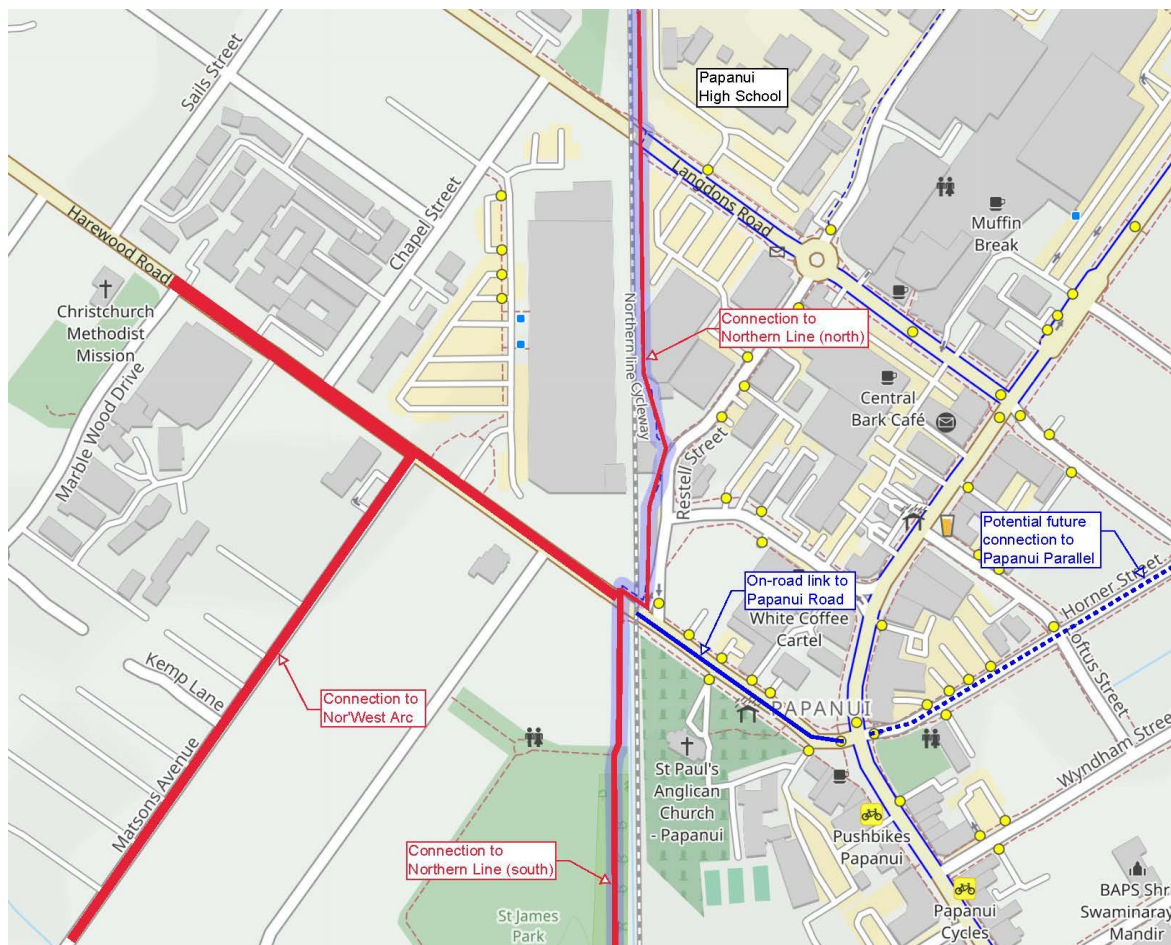 Sails Street
Papanui
High School
Langdons Road
Muffin
Break
Harewood Road
Chapel Street
Christchurch
Methodist
Mission
Northern line Cycleway
Connection to
Northern Line (north)
Marble Wood Drive
Restell Street
Central
Bark Café
Potential future
connection to
Papanui Parallel
On-road link to
Papanui Road
White Coffee
Cartel
Horner Street
Loftus Street
Kemp Lane
Connection to
Nor'West Arc
PAPANUI
Matsons Avenue
St Paul's
Anglican
Church
- Papanui
Wyndham Street
Pushbikes
Papanui
Connection to
Northern Line (south)
St James
Park
Papanui
Cycles
BAPS Shr
Swaminaray
Mandir